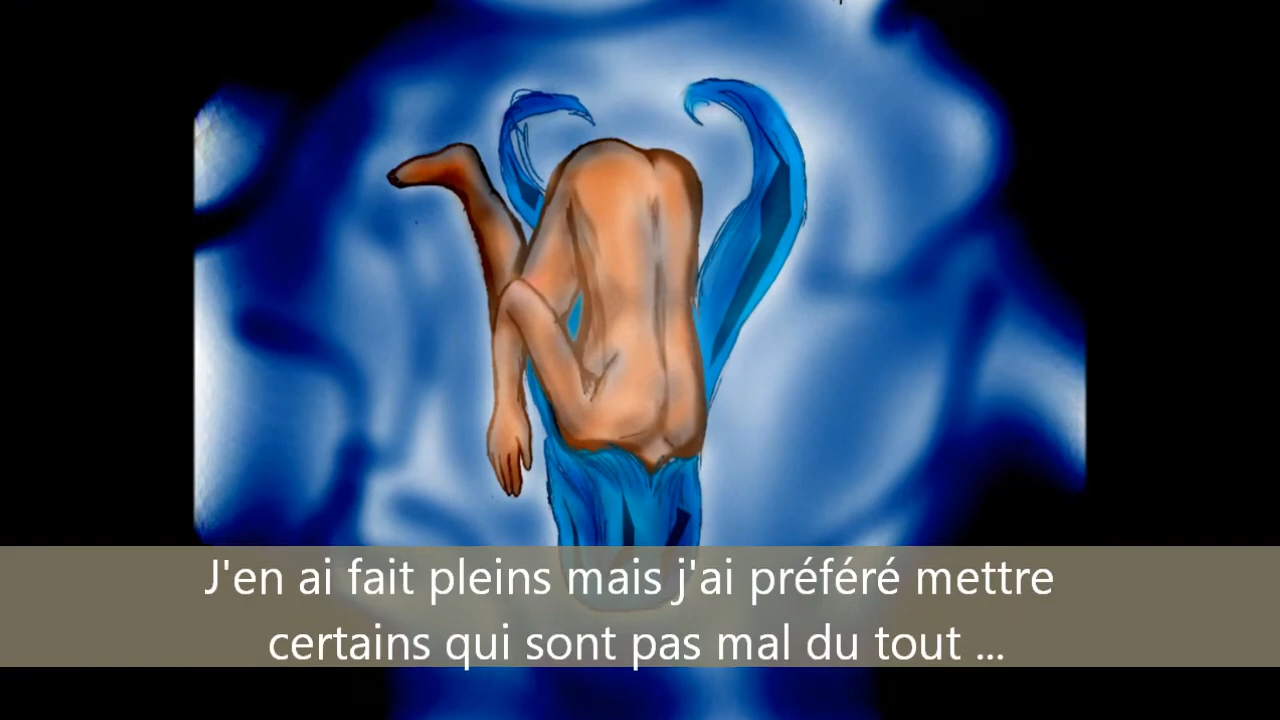 J'en ai fait pleins mais j'ai préféré mettre
certains qui sont pas mal du tout ...